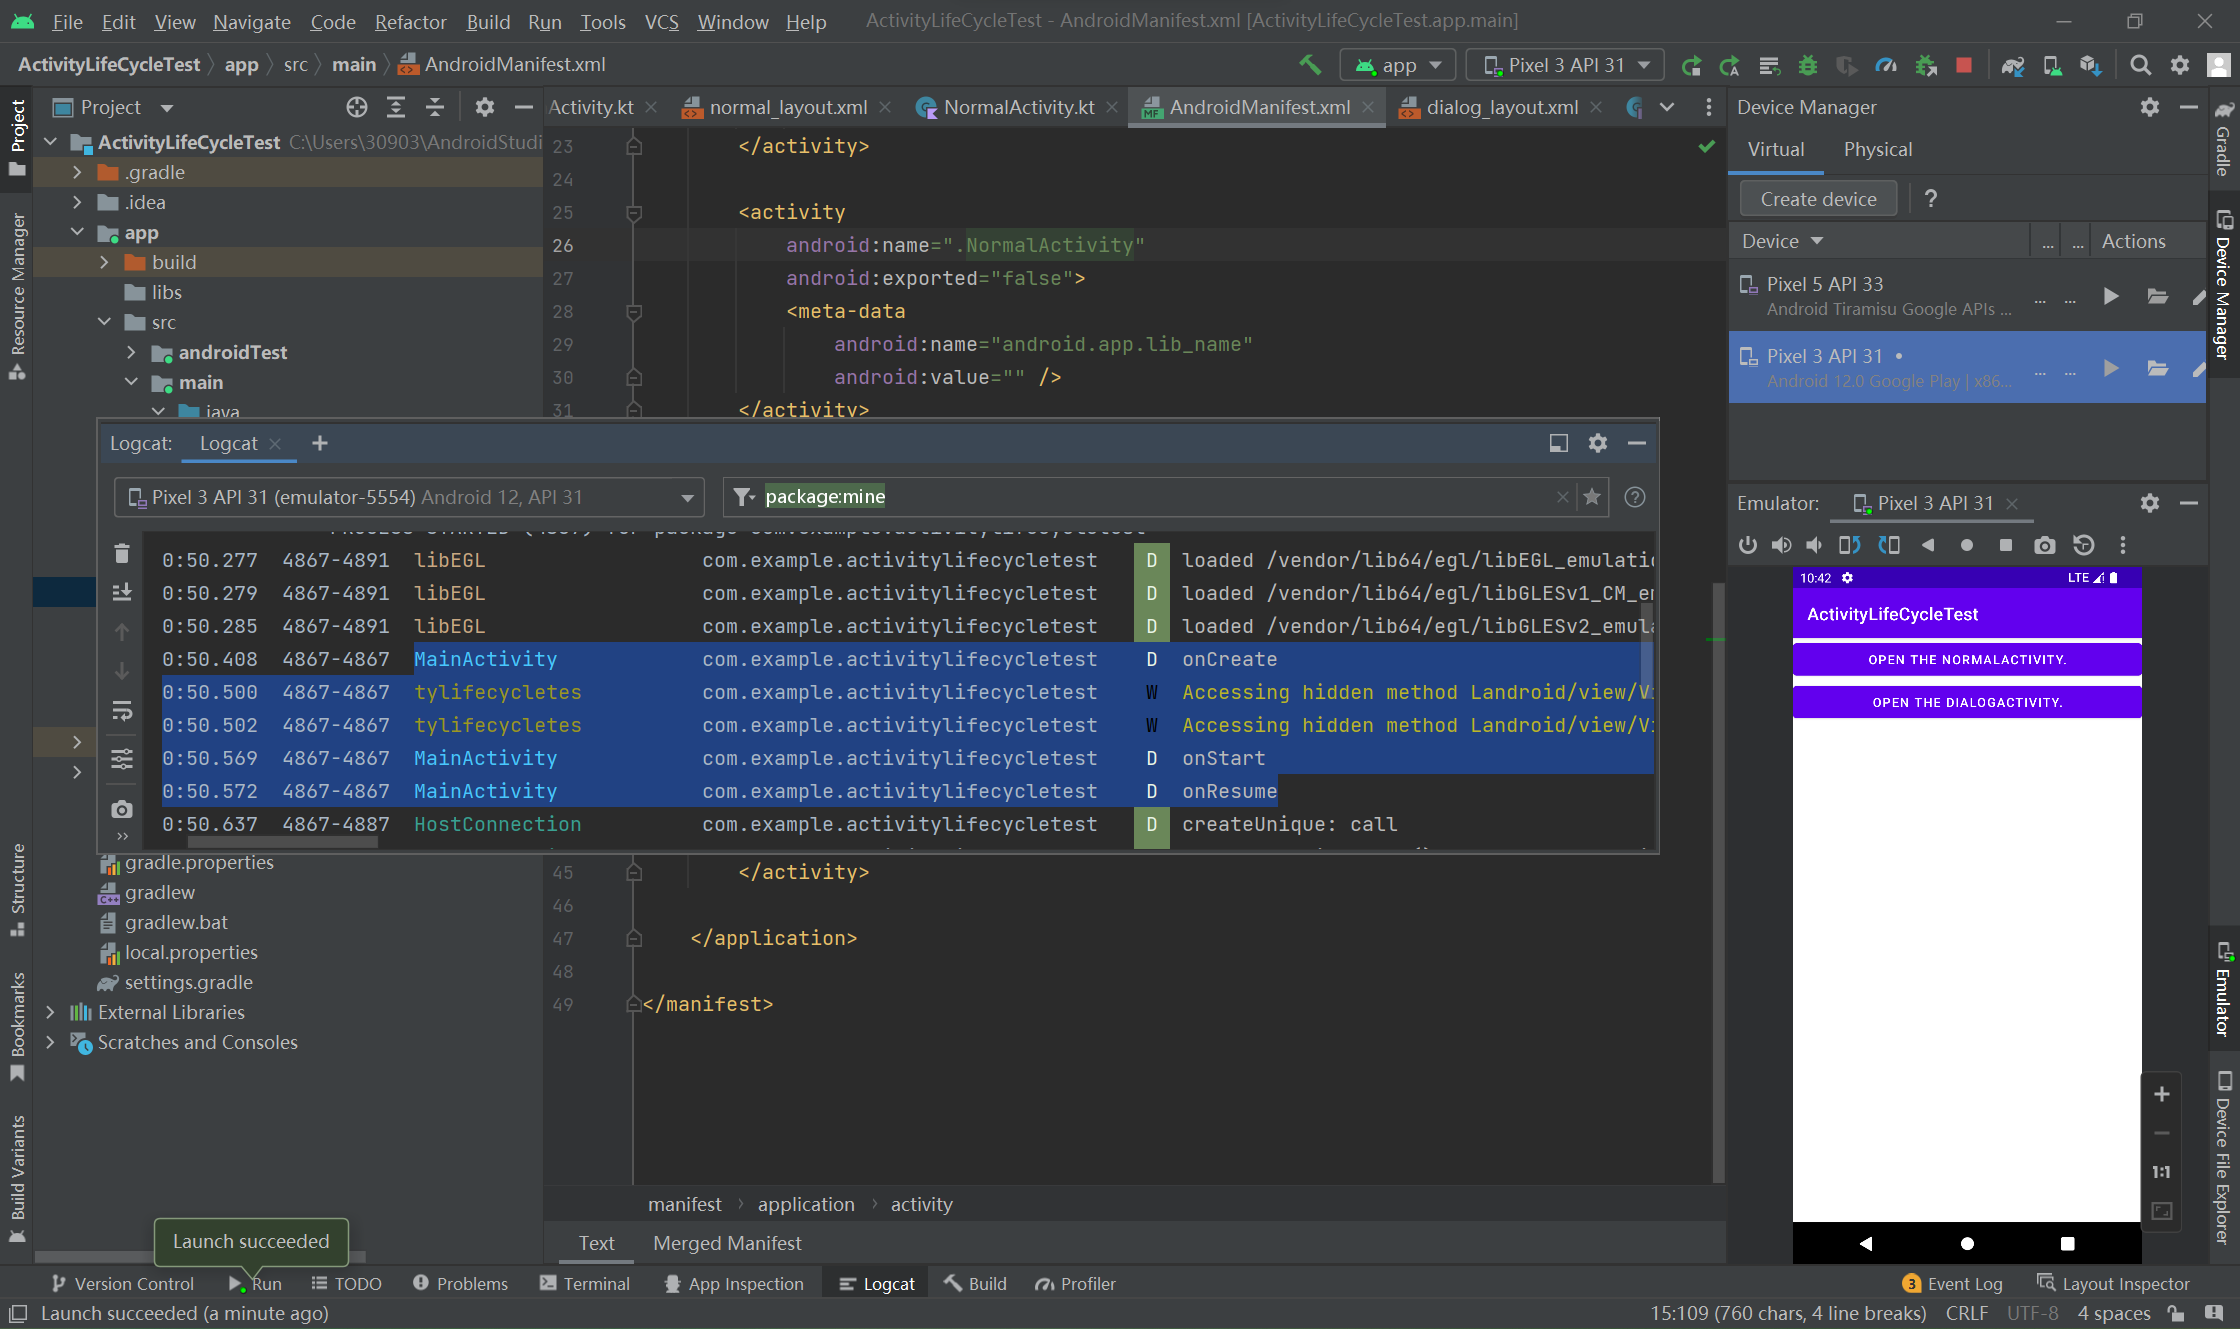 File Edit View Navigate Code Refactor Build Run Tools VCS Window Help ActivityLifeCycleTest - AndroidManifest.xml [ActivityLifeCycleTest.app.main]
ActivityLifeCycleTest app src main AndroidManifest.xml app Pixel 3 API 31
Project
Activity.kt normal_layout.xml NormalActivity.kt AndroidManifest.xml dialog_layout.xml
ActivityLifeCycleTest C:\Users\30903\AndroidStudi
.gradle
.idea
app
build
libs
src
androidTest
main
java
23 </activity>
24
25 <activity
26 android:name=".NormalActivity"
27 android:exported="false">
28 <meta-data
29 android:name="android.app.lib_name"
30 android:value="" />
31 </activity>
Logcat: Logcat
Pixel 3 API 31 (emulator-5554) Android 12, API 31
package:mine
0:50.277 4867-4891 libEGL com.example.activitylifecycletest D loaded /vendor/lib64/egl/libEGL_emulatio
0:50.279 4867-4891 libEGL com.example.activitylifecycletest D loaded /vendor/lib64/egl/libGLESv1_CM_em
0:50.285 4867-4891 libEGL com.example.activitylifecycletest D loaded /vendor/lib64/egl/libGLESv2_emula
0:50.408 4867-4867 MainActivity com.example.activitylifecycletest D onCreate
0:50.500 4867-4867 tylifecycletes com.example.activitylifecycletest W Accessing hidden method Landroid/view/Vi
0:50.502 4867-4867 tylifecycletes com.example.activitylifecycletest W Accessing hidden method Landroid/view/Vi
0:50.569 4867-4867 MainActivity com.example.activitylifecycletest D onStart
0:50.572 4867-4867 MainActivity com.example.activitylifecycletest D onResume
0:50.637 4867-4887 HostConnection com.example.activitylifecycletest D createUnique: call
gradle.properties
gradlew
gradlew.bat
local.properties
settings.gradle
External Libraries
Scratches and Consoles
45 </activity>
46
47 </application>
48
49 </manifest>
manifest application activity
Text Merged Manifest
Device Manager
Virtual Physical
Create device ?
Device ... ... Actions
Pixel 5 API 33
Android Tiramisu Google APIs ... ... ...
Pixel 3 API 31 •
Android 12.0 Google Play | x86... ... ...
Emulator: Pixel 3 API 31
10:42 LTE
ActivityLifeCycleTest
OPEN THE NORMALACTIVITY.
OPEN THE DIALOGACTIVITY.
1:1
Project
Resource Manager
Structure
Bookmarks
Build Variants
Gradle
Device Manager
Emulator
Device File Explorer
Launch succeeded
Version Control Run TODO Problems Terminal App Inspection Logcat Build Profiler 3 Event Log Layout Inspector
Launch succeeded (a minute ago) 15:109 (760 chars, 4 line breaks) CRLF UTF-8 4 spaces